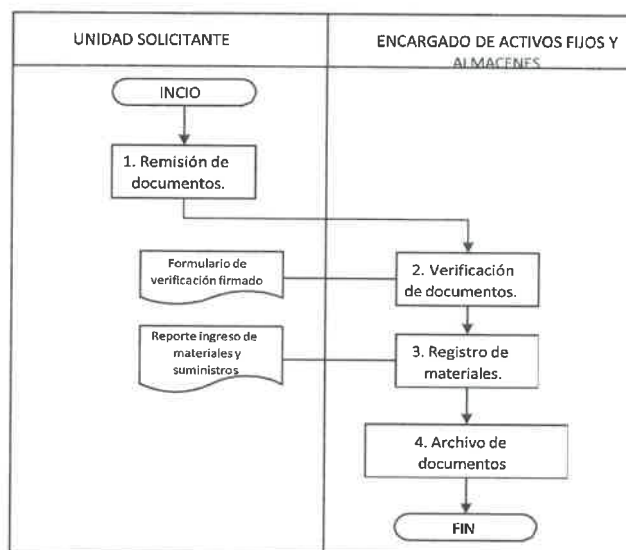 UNIDAD SOLICITANTE
ENCARGADO DE ACTIVOS FIJOS Y
ALMACENES
INCIO
1. Remisión de
documentos.
Formulario de
verificación firmado
2. Verificación
de documentos.
Reporte ingreso de
materiales y
suministros
3. Registro de
materiales.
4. Archivo de
documentos
FIN